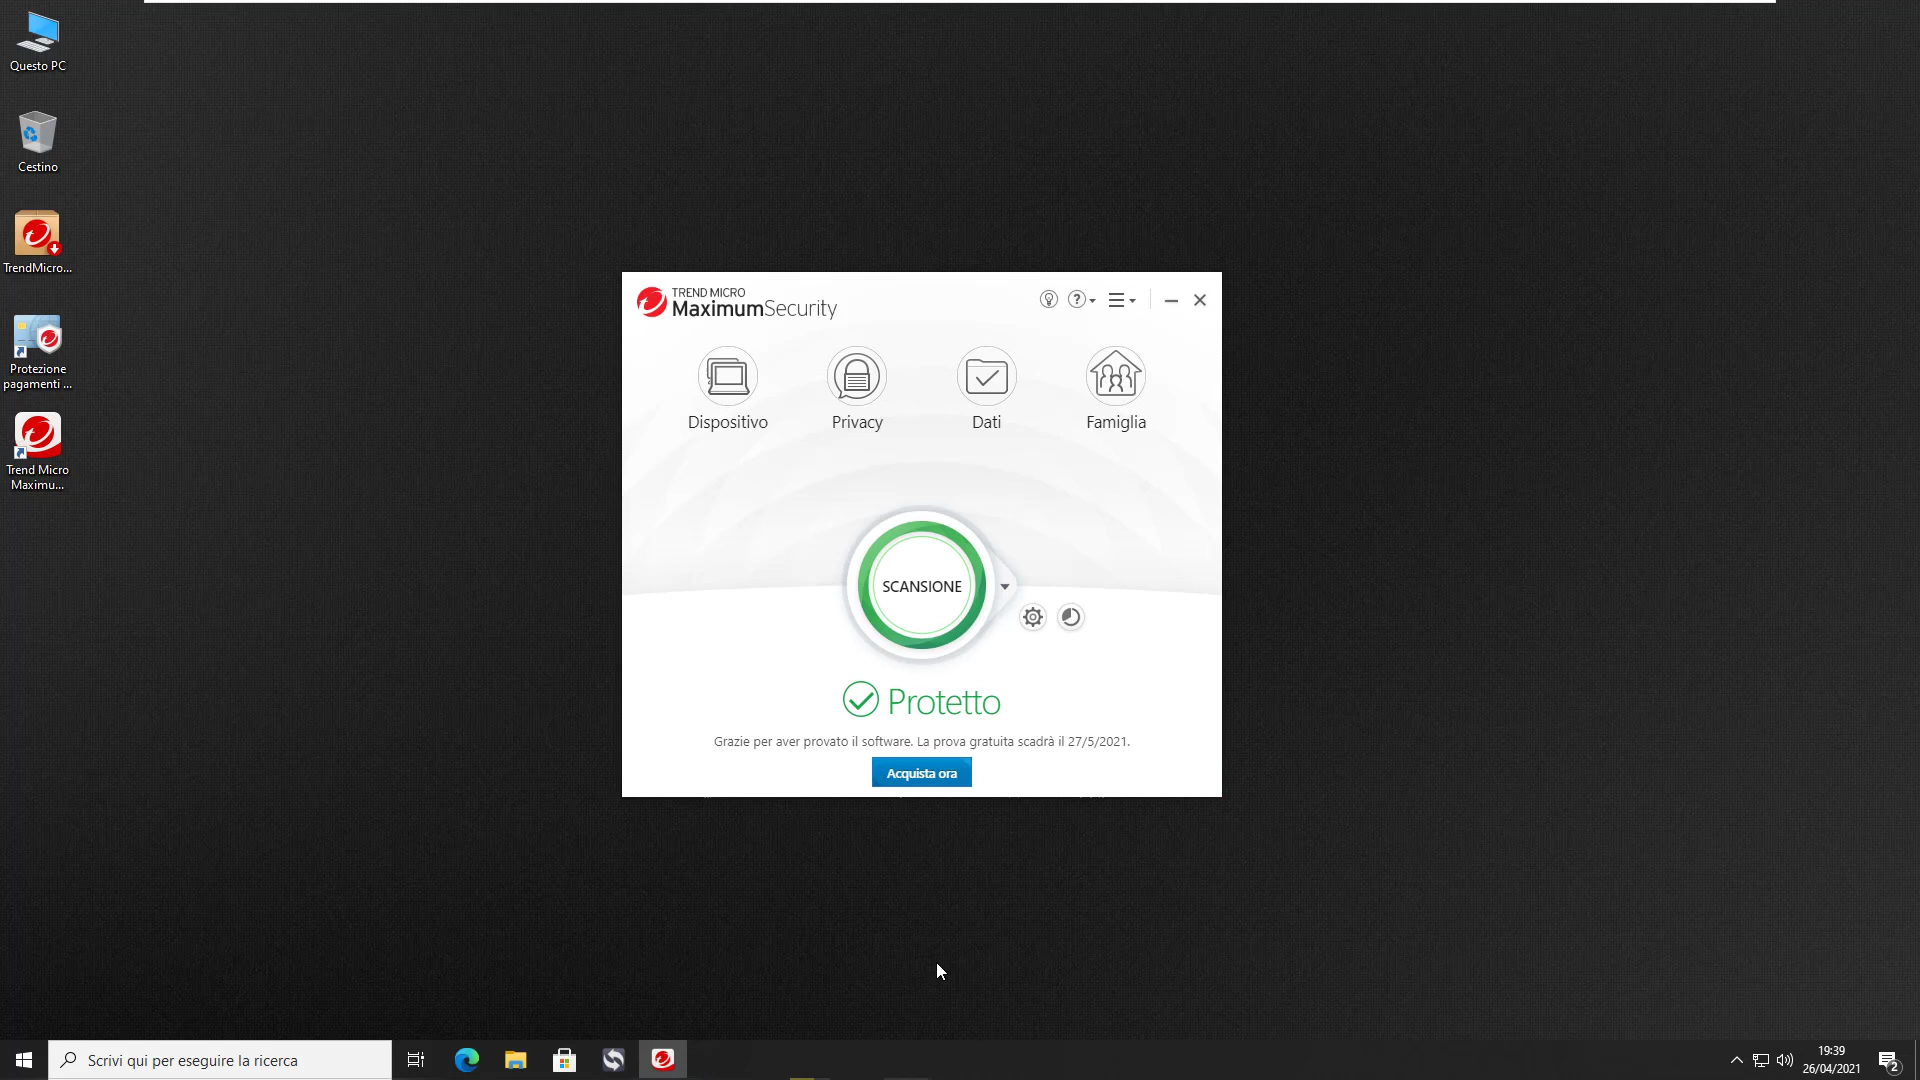 Questo PC
Cestino
TrendMicro...
Protezione
pagamenti ...
Trend Micro
Maximu...
TREND MICRO
MaximumSecurity
Dispositivo
Privacy
Dati
Famiglia
SCANSIONE
Protetto
Grazie per aver provato il software. La prova gratuita scadrà il 27/5/2021.
Acquista ora
Scrivi qui per eseguire la ricerca
19:39
26/04/2021
2